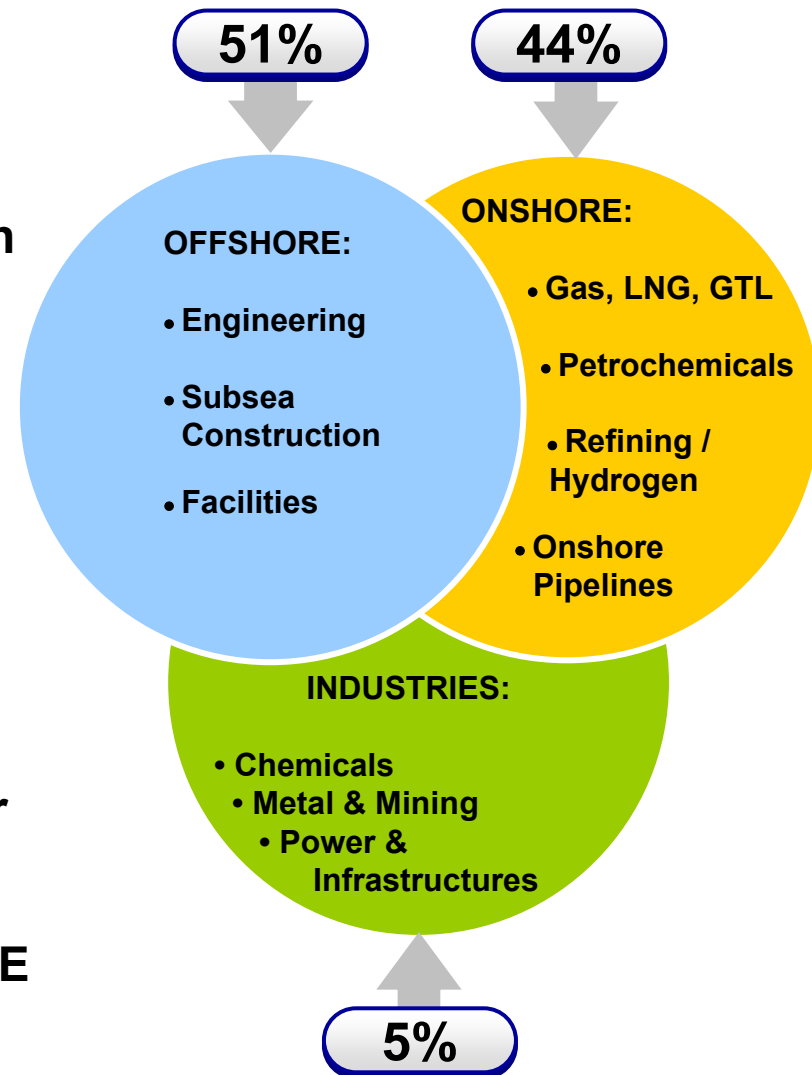 51%
44%
OFFSHORE:
• Engineering
• Subsea
Construction
• Facilities
ONSHORE:
• Gas, LNG, GTL
• Petrochemicals
• Refining /
Hydrogen
• Onshore
Pipelines
INDUSTRIES:
• Chemicals
• Metal & Mining
• Power &
Infrastructures
5%